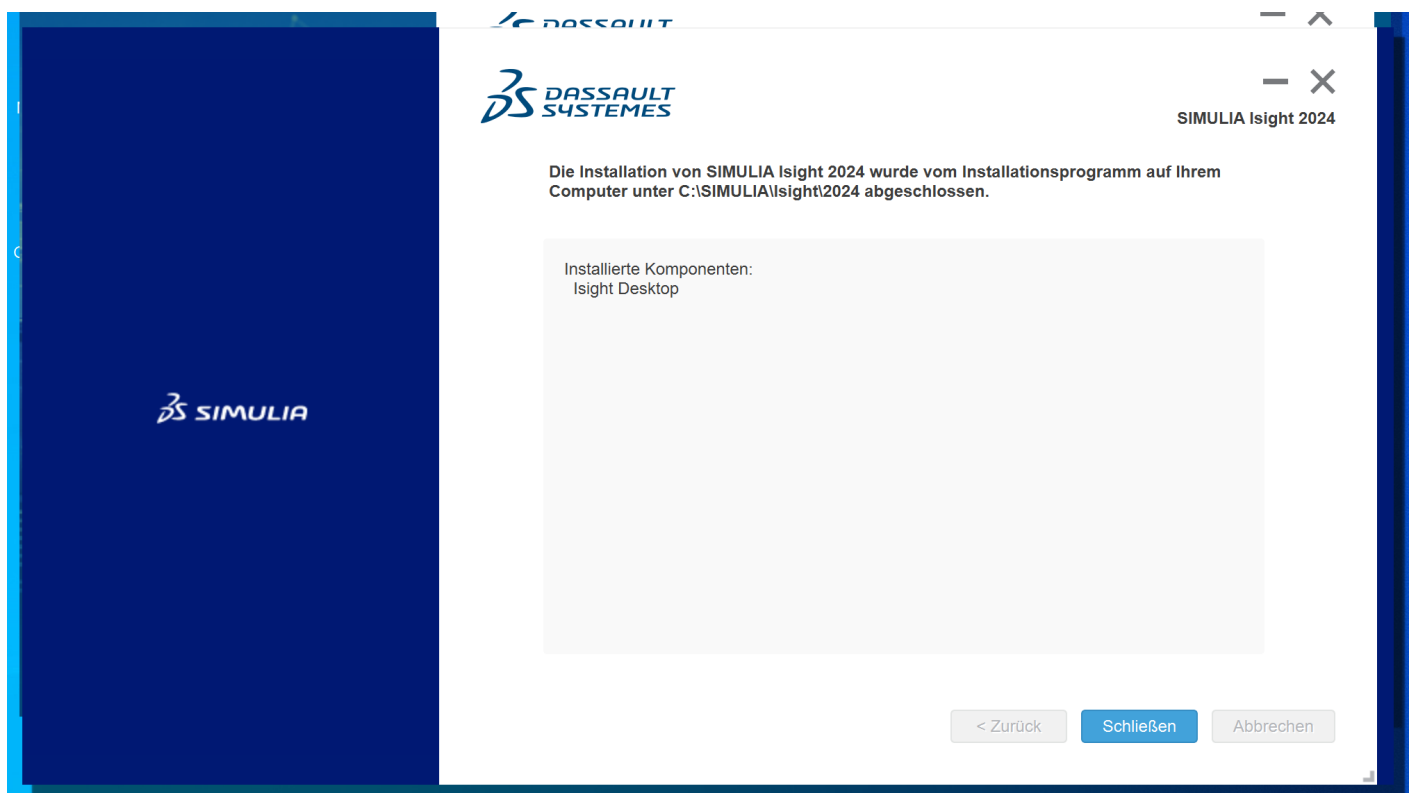 DASSAULT
DASSAULT
SYSTEMES
SIMULIA Isight 2024
Die Installation von SIMULIA Isight 2024 wurde vom Installationsprogramm auf Ihrem
Computer unter C:\SIMULIA\Isight\2024 abgeschlossen.
Installierte Komponenten:
Isight Desktop
SIMULIA
< Zurück
Schließen
Abbrechen